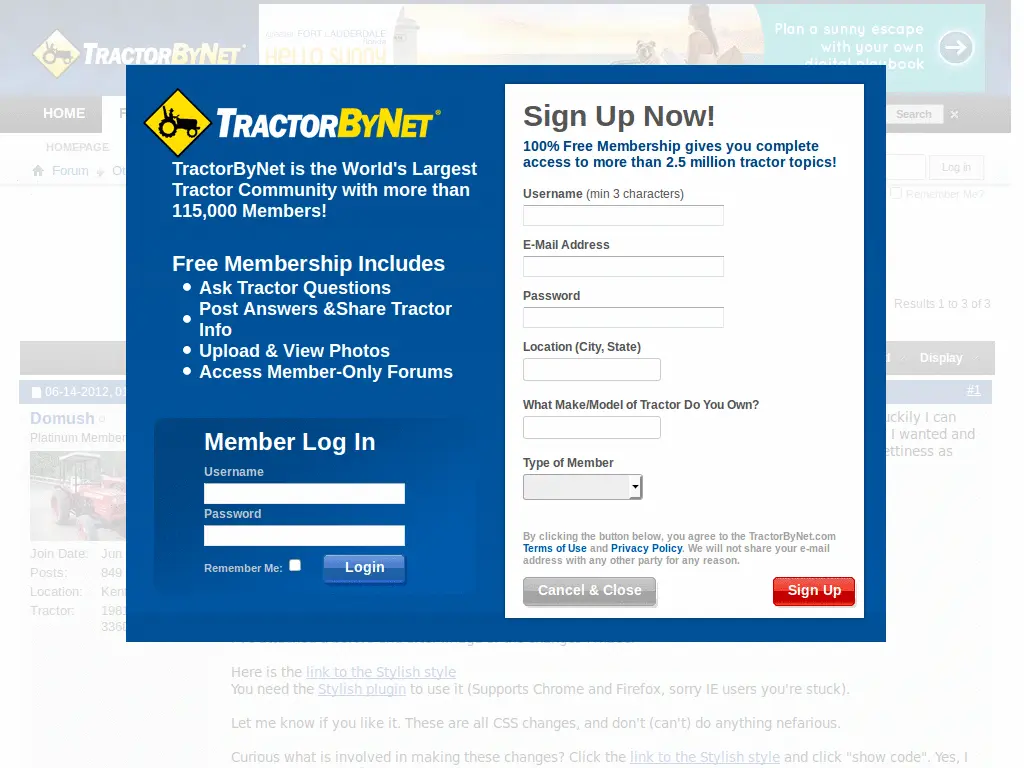 FORT LAUDERDALE
HELLO SUNNY
Plan a sunny escape
with your own
digital playbook
TRACTORBYNET
HOME
Search
HOMEPAGE
Forum
Log in
Remember Me?
Results 1 to 3 of 3
Display
06-14-2012,
#1
Domush
Platinum Member
Join Date: Jun
Posts: 849
Location:
Tractor:
TRACTORBYNET®
TractorByNet is the World's Largest
Tractor Community with more than
115,000 Members!
Free Membership Includes
Ask Tractor Questions
Post Answers &Share Tractor
Info
Upload & View Photos
Access Member-Only Forums
Member Log In
Username
Password
Remember Me:
Login
Sign Up Now!
100% Free Membership gives you complete
access to more than 2.5 million tractor topics!
Username (min 3 characters)
E-Mail Address
Password
Location (City, State)
What Make/Model of Tractor Do You Own?
Type of Member
By clicking the button below, you agree to the TractorByNet.com
Terms of Use and Privacy Policy. We will not share your e-mail
address with any other party for any reason.
Cancel & Close
Sign Up
I can
I wanted and
as
Here is the link to the Stylish style
You need the Stylish plugin to use it (Supports Chrome and Firefox, sorry IE users you're stuck).
Let me know if you like it. These are all CSS changes, and don't (can't) do anything nefarious.
Curious what is involved in making these changes? Click the link to the Stylish style and click "show code". Yes, I